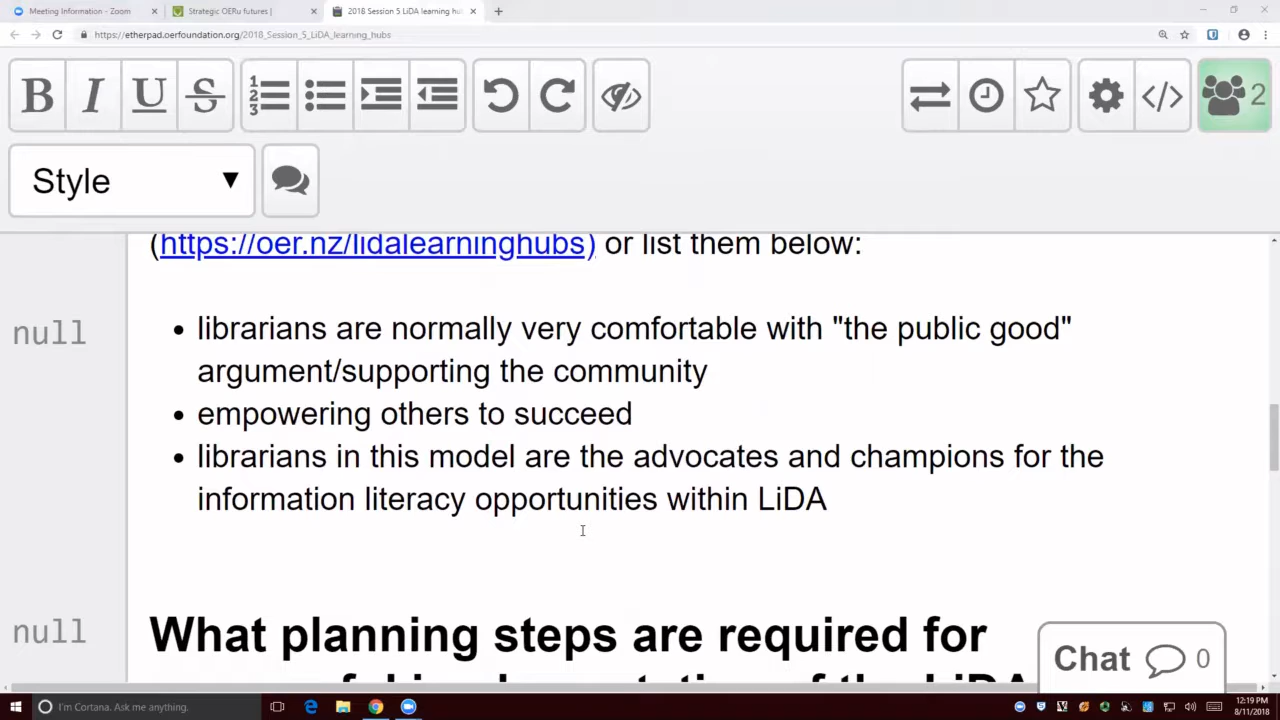 Meeting Information - Zoom
Strategic OERu futures |
2018 Session 5 LiDA learning hu
https://etherpad.oerfoundation.org/2018_Session_5_LiDA_learning_hubs
B I U S
2
Style
(https://oer.nz/lidalearninghubs) or list them below:
null
librarians are normally very comfortable with "the public good"
argument/supporting the community
empowering others to succeed
librarians in this model are the advocates and champions for the
information literacy opportunities within LiDA
null
What planning steps are required for
Chat 0
I'm Cortana. Ask me anything.
12:19 PM
8/11/2018